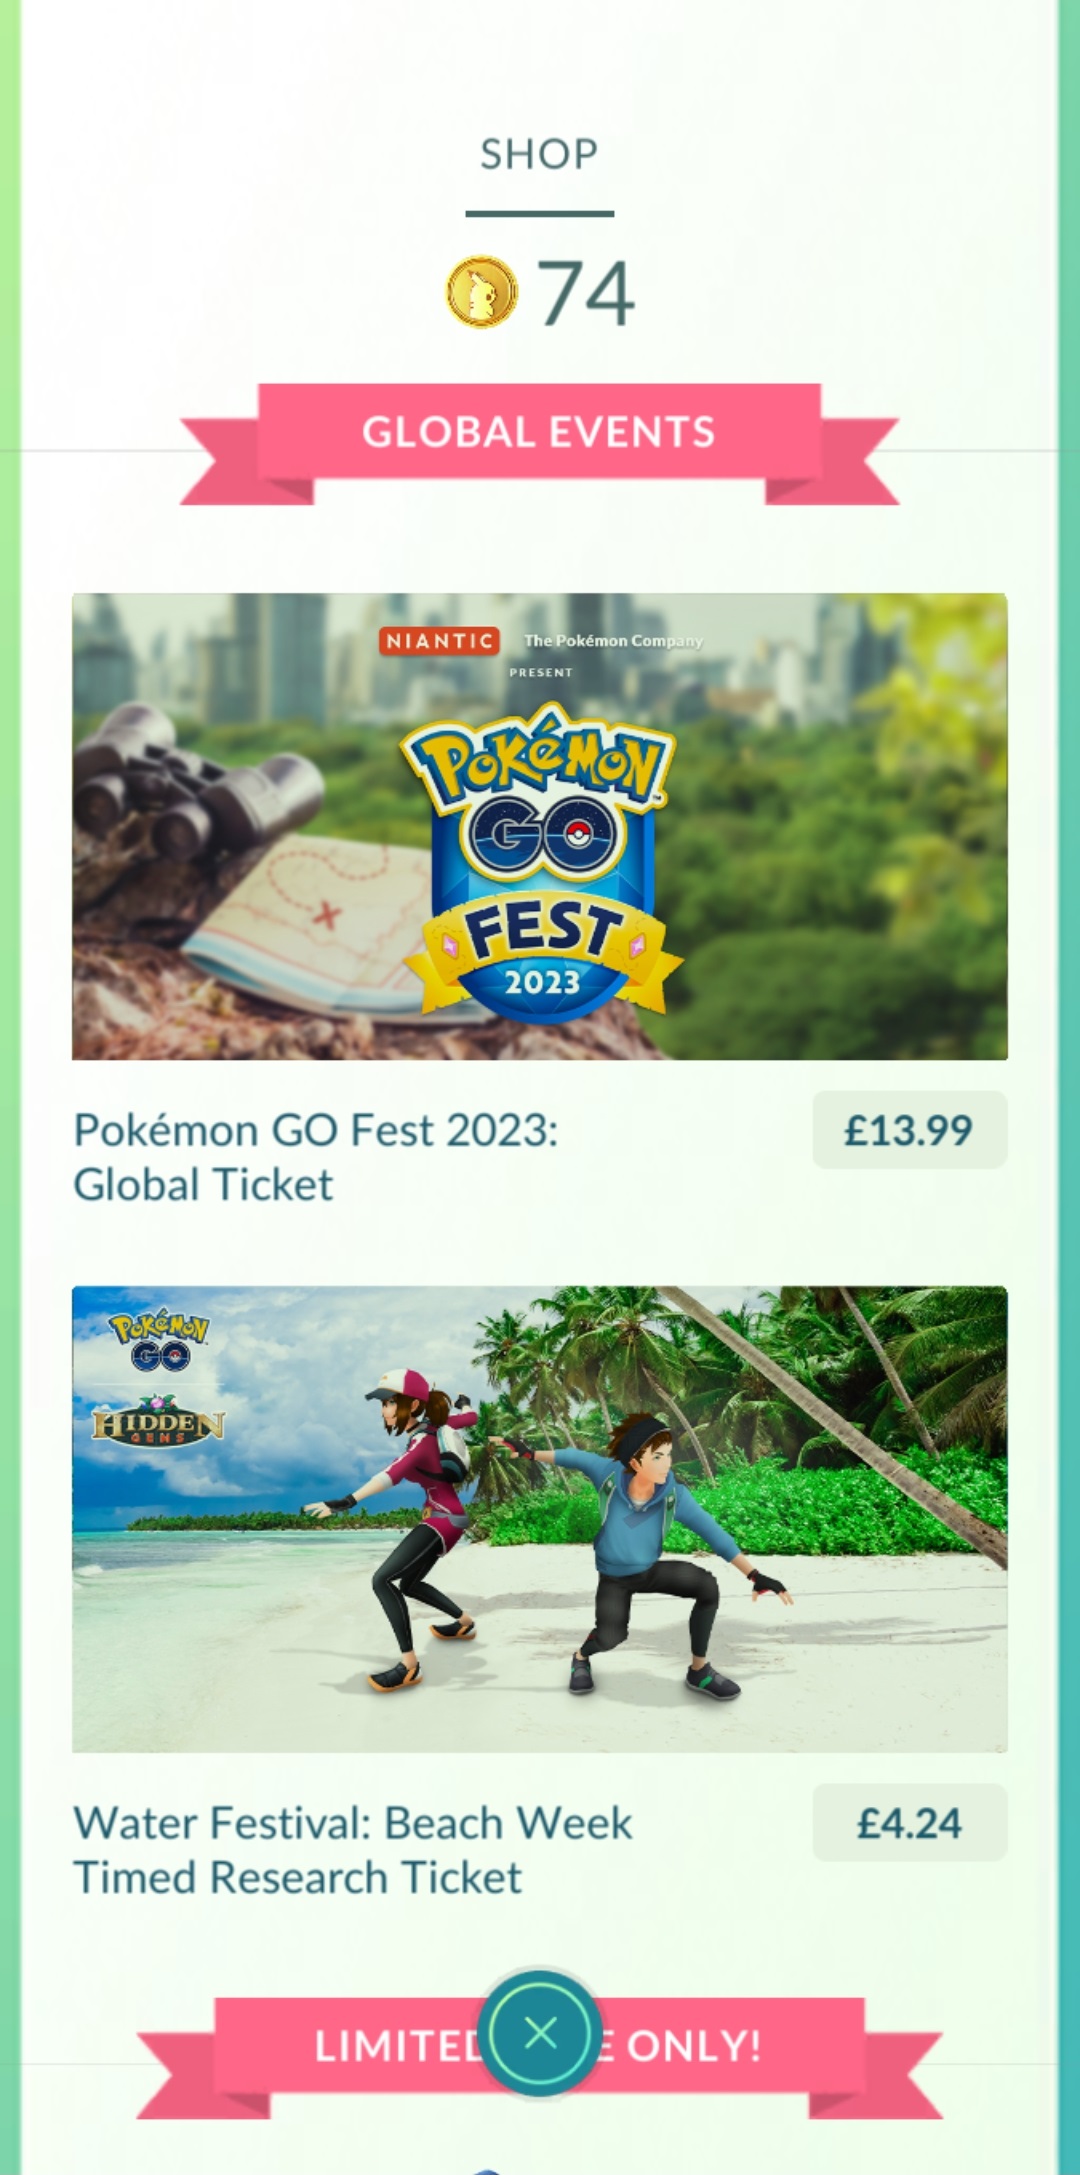 SHOP
74
GLOBAL EVENTS
NIANTIC The Pokémon Company
PRESENT
POKéMON
GO
FEST
2023
Pokémon GO Fest 2023:
Global Ticket
£13.99
POKéMON
GO
HIDDEN
GEMS
Water Festival: Beach Week
Timed Research Ticket
£4.24
LIMITED ONLY!